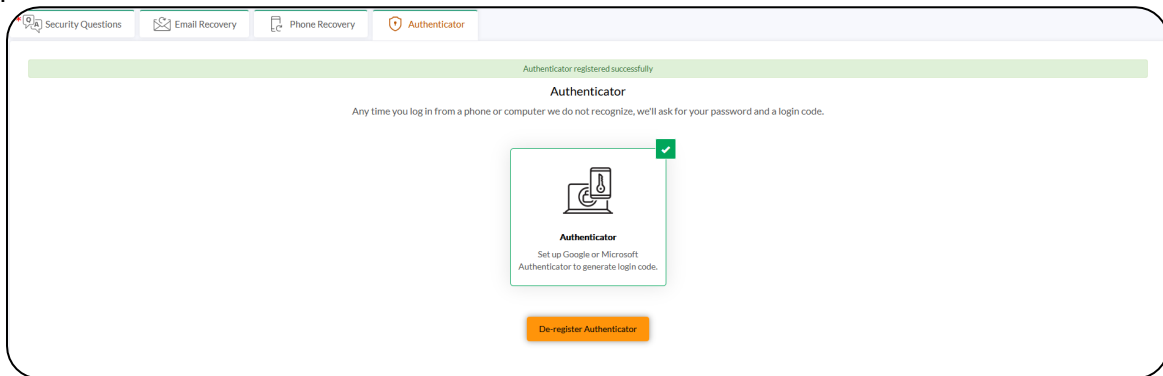 * Q A Security Questions
Email Recovery
Phone Recovery
Authenticator
Authenticator registered successfully
Authenticator
Any time you log in from a phone or computer we do not recognize, we'll ask for your password and a login code.
Authenticator
Set up Google or Microsoft
Authenticator to generate login code.
De-register Authenticator